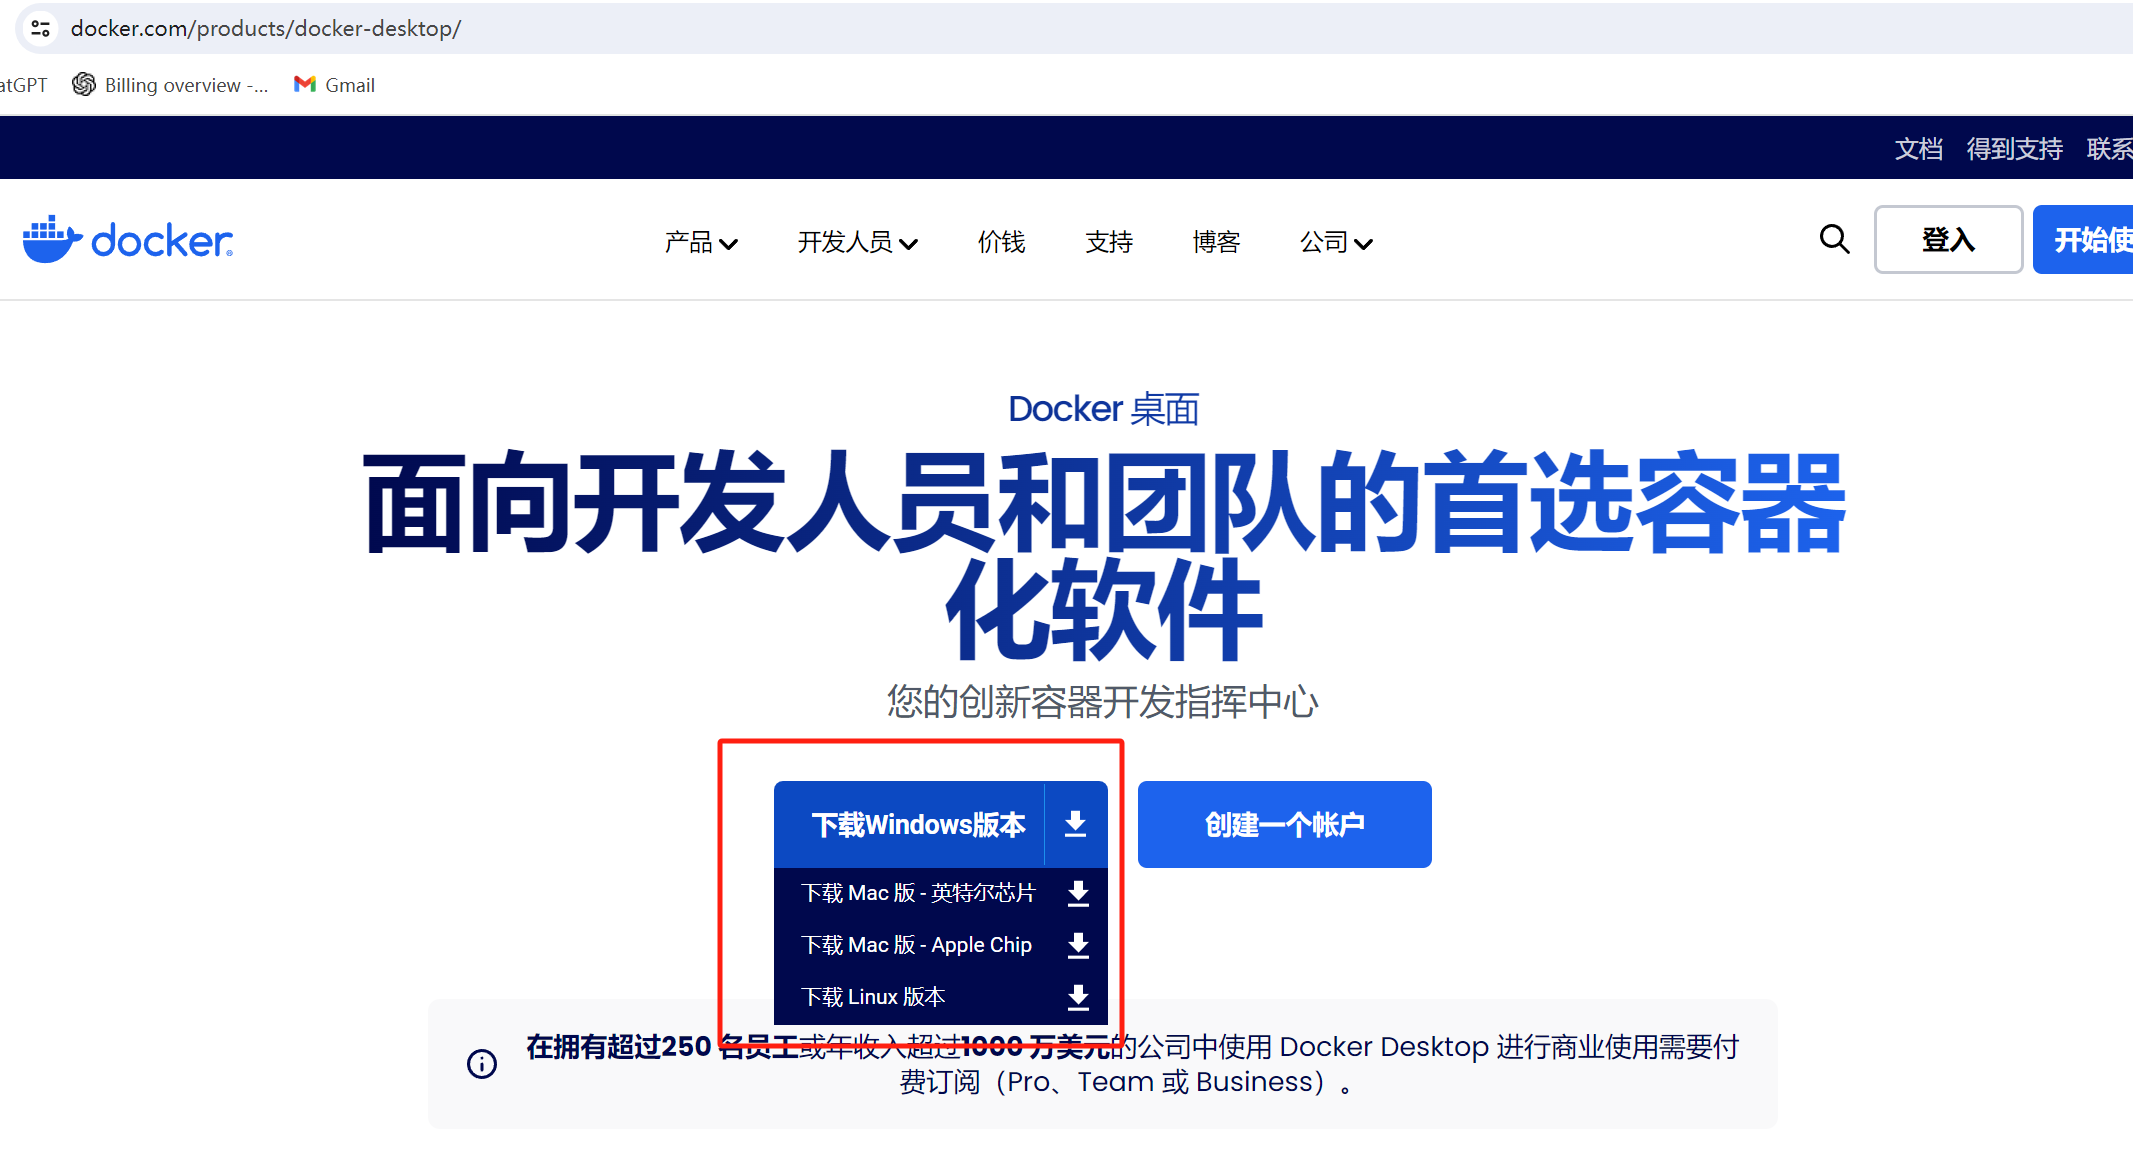 docker.com/products/docker-desktop/
atGPT Billing overview -... Gmail
文档 得到支持 联系
docker 产品 开发人员 价钱 支持 博客 公司 登入 开始使
Docker 桌面
面向开发人员和团队的首选容器
化软件
您的创新容器开发指挥中心
下载Windows版本 创建一个帐户
下载 Mac 版 - 英特尔芯片
下载 Mac 版 - Apple Chip
下载 Linux 版本
在拥有超过250 名员工或年收入超过1000 万美元的公司中使用 Docker Desktop 进行商业使用需要付
费订阅（Pro、Team 或 Business）。